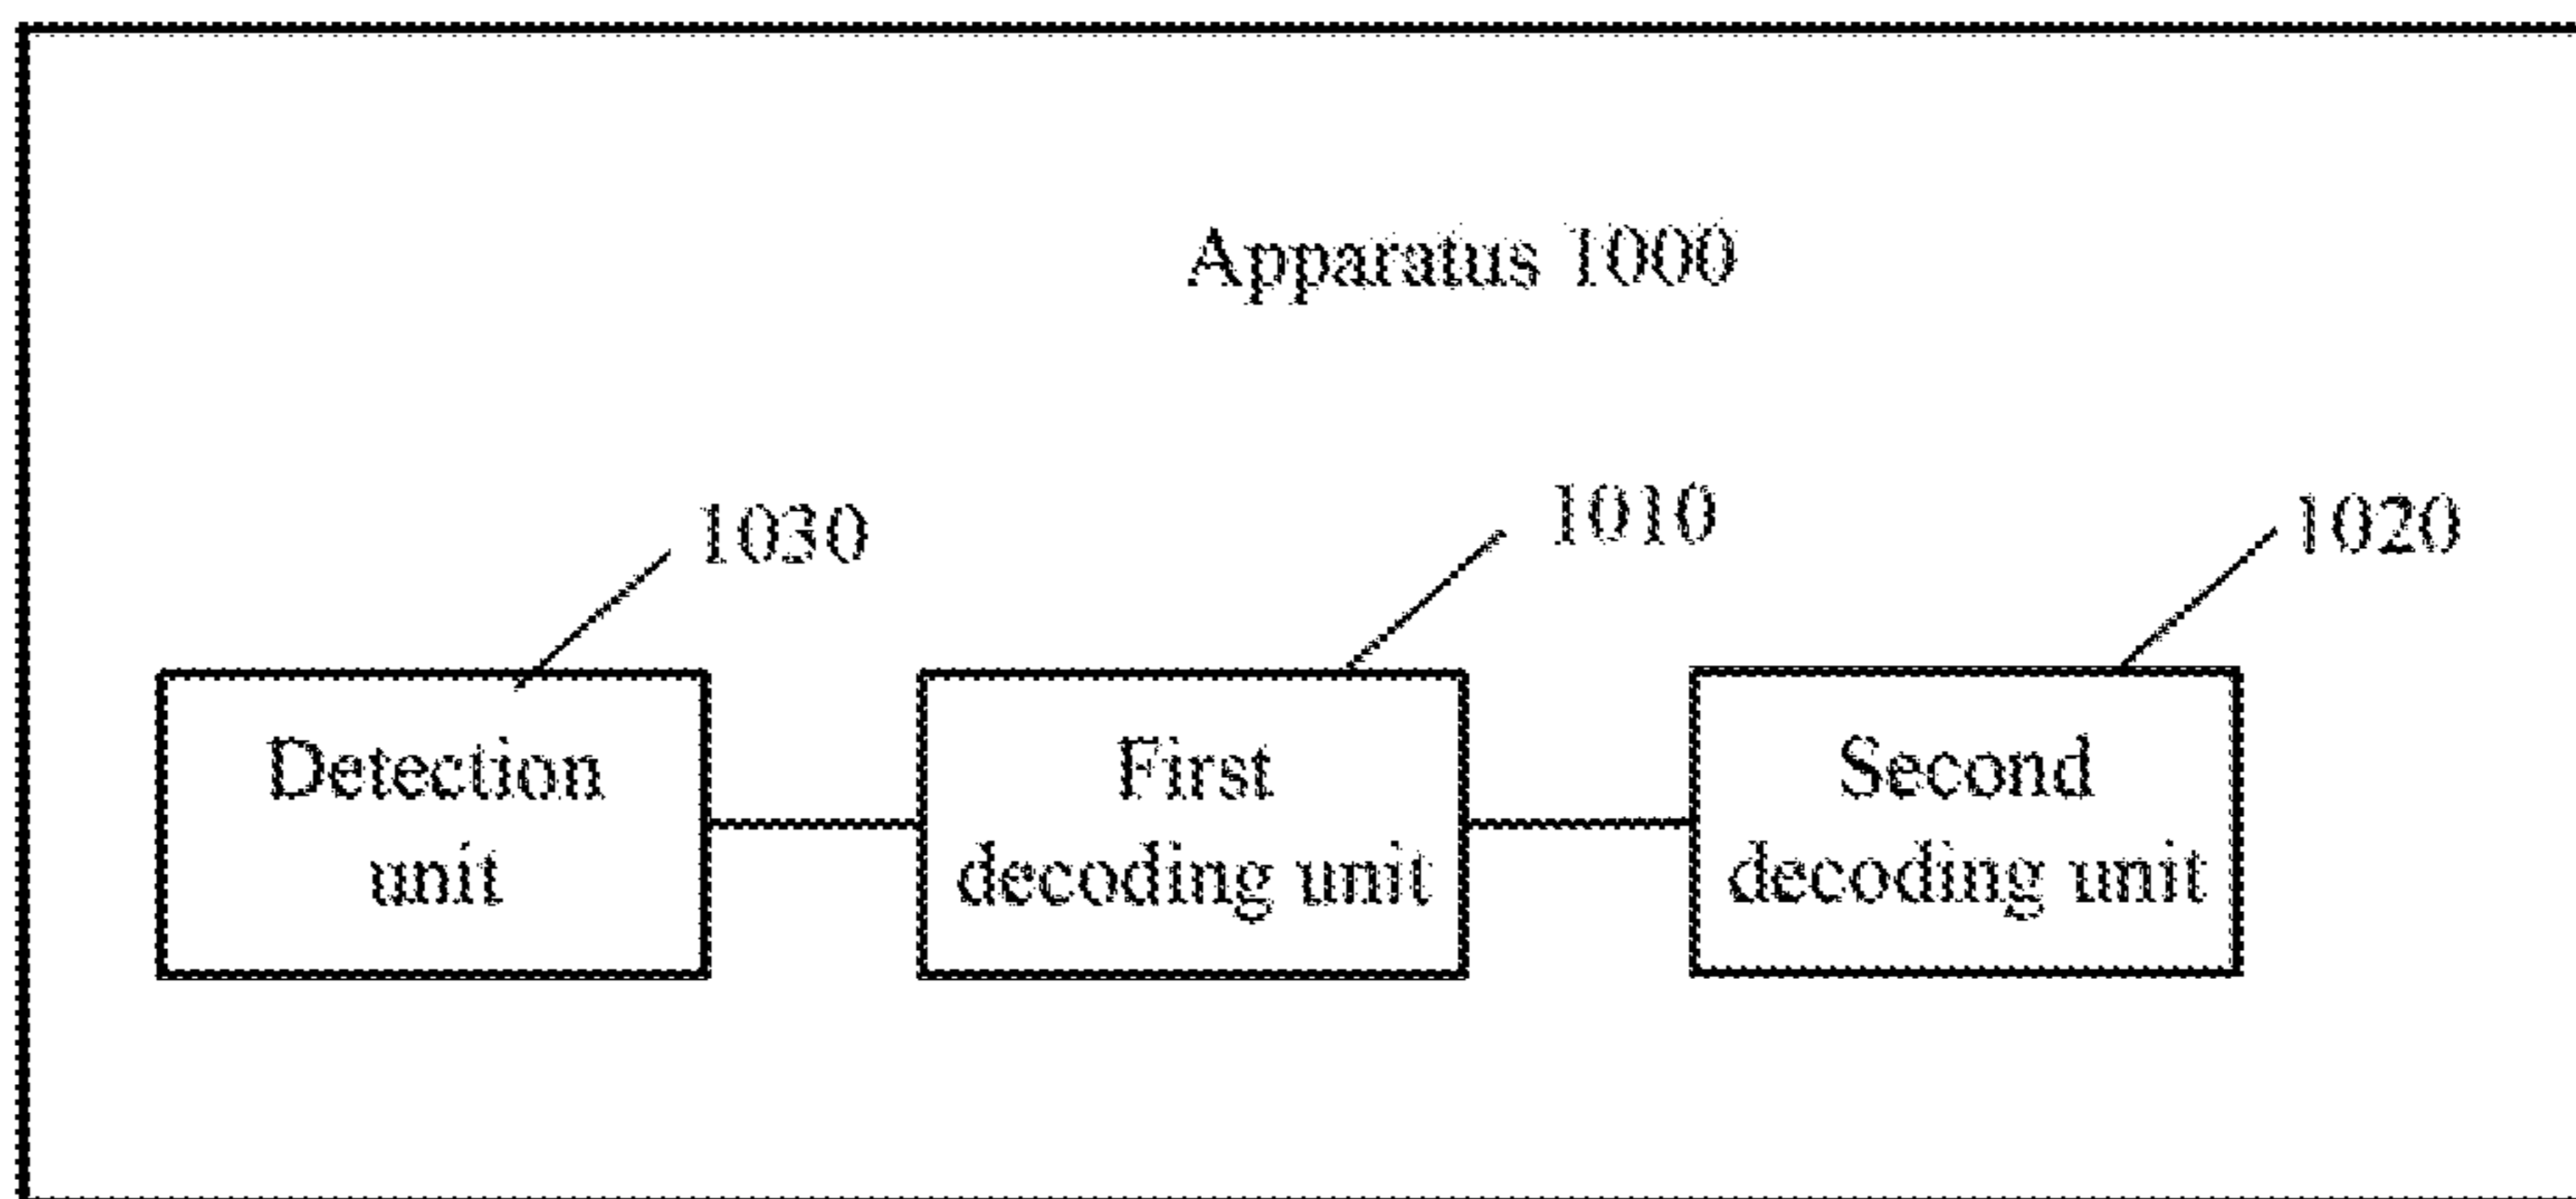 Apparatus 1000
1030
1010
1020
Detection
unit
First
decoding unit
Second
decoding unit